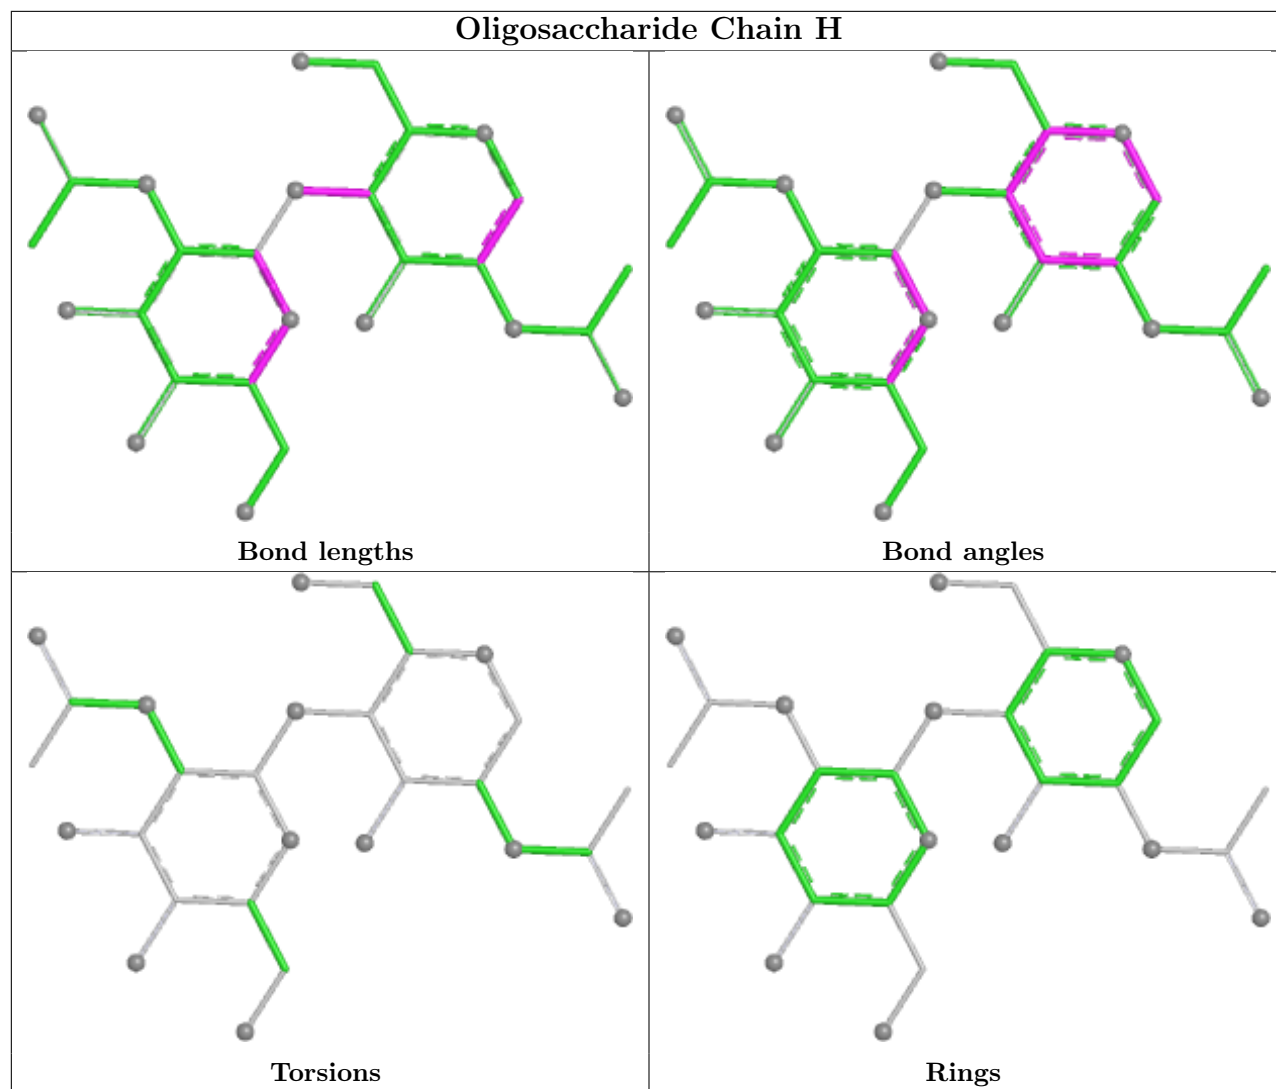 Oligosaccharide Chain H
Bond lengths
Bond angles
Torsions
Rings